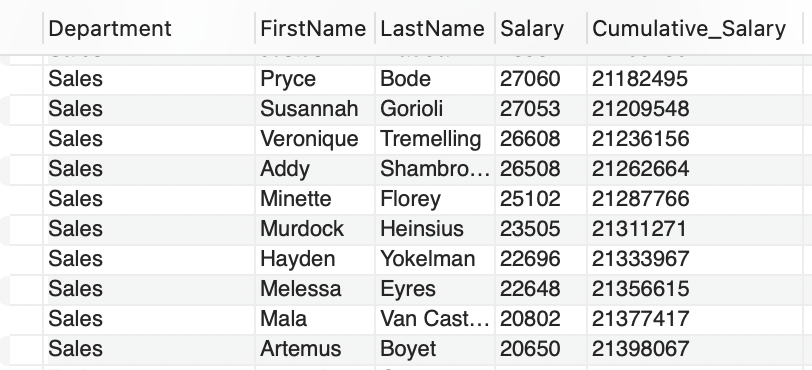 Department FirstName LastName Salary Cumulative_Salary
Sales Pryce Bode 27060 21182495
Sales Susannah Gorioli 27053 21209548
Sales Veronique Tremelling 26608 21236156
Sales Addy Shambro... 26508 21262664
Sales Minette Florey 25102 21287766
Sales Murdock Heinsius 23505 21311271
Sales Hayden Yokelman 22696 21333967
Sales Melessa Eyres 22648 21356615
Sales Mala Van Cast... 20802 21377417
Sales Artemus Boyet 20650 21398067